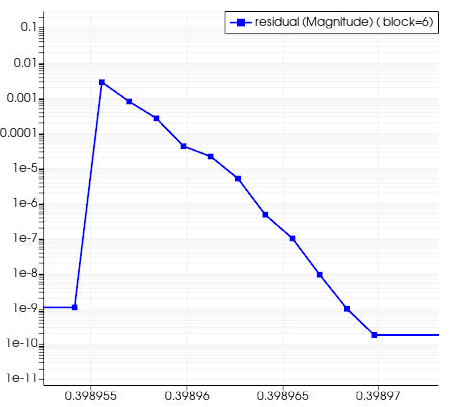 residual (Magnitude) ( block=6)
0.1
0.01
0.001
0.0001
1e-5
1e-6
1e-7
1e-8
1e-9
1e-10
1e-11
0.398955 0.39896 0.398965 0.39897